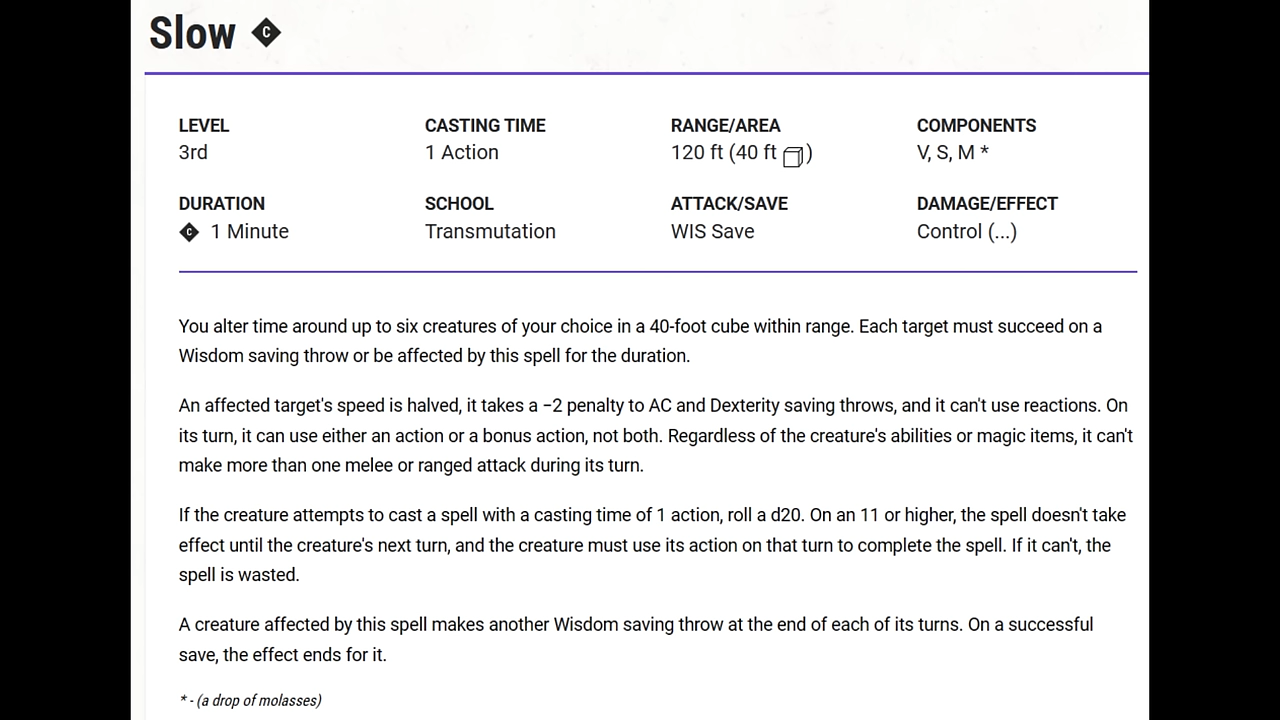 Slow C
LEVEL CASTING TIME RANGE/AREA COMPONENTS
3rd 1 Action 120 ft (40 ft ) V, S, M *
DURATION SCHOOL ATTACK/SAVE DAMAGE/EFFECT
C 1 Minute Transmutation WIS Save Control (...)
You alter time around up to six creatures of your choice in a 40-foot cube within range. Each target must succeed on a
Wisdom saving throw or be affected by this spell for the duration.
An affected target's speed is halved, it takes a −2 penalty to AC and Dexterity saving throws, and it can't use reactions. On
its turn, it can use either an action or a bonus action, not both. Regardless of the creature's abilities or magic items, it can't
make more than one melee or ranged attack during its turn.
If the creature attempts to cast a spell with a casting time of 1 action, roll a d20. On an 11 or higher, the spell doesn't take
effect until the creature's next turn, and the creature must use its action on that turn to complete the spell. If it can't, the
spell is wasted.
A creature affected by this spell makes another Wisdom saving throw at the end of each of its turns. On a successful
save, the effect ends for it.
* - (a drop of molasses)